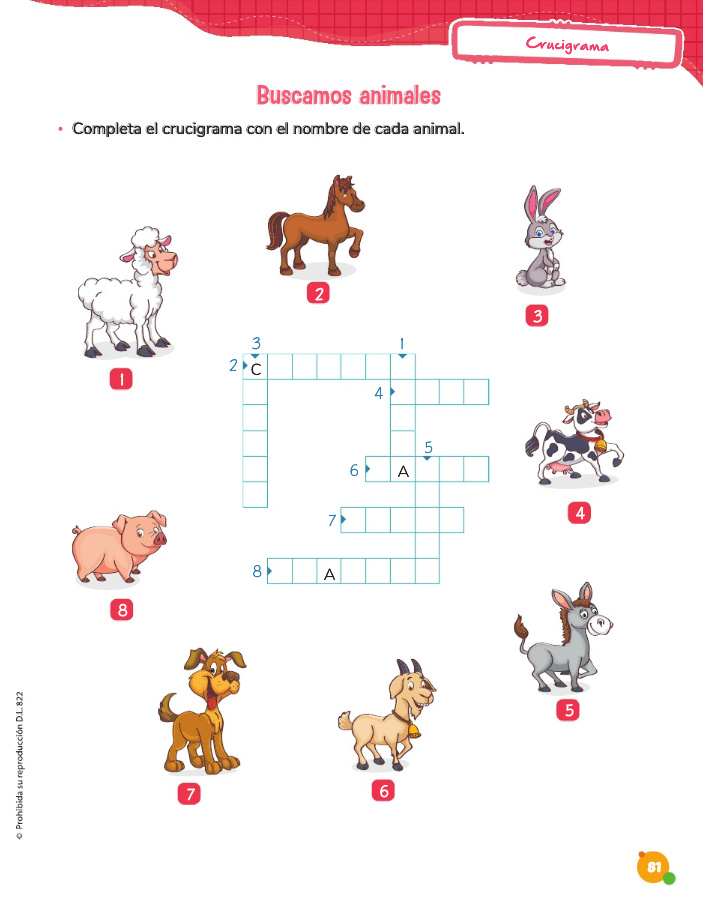 Crucigrama
Buscamos animales
• Completa el crucigrama con el nombre de cada animal.
2
3
1
3 1
2 C
4
5
6 A
4
7
8
8 A
5
7
6
© Prohibida su reproducción D.L. 822
81